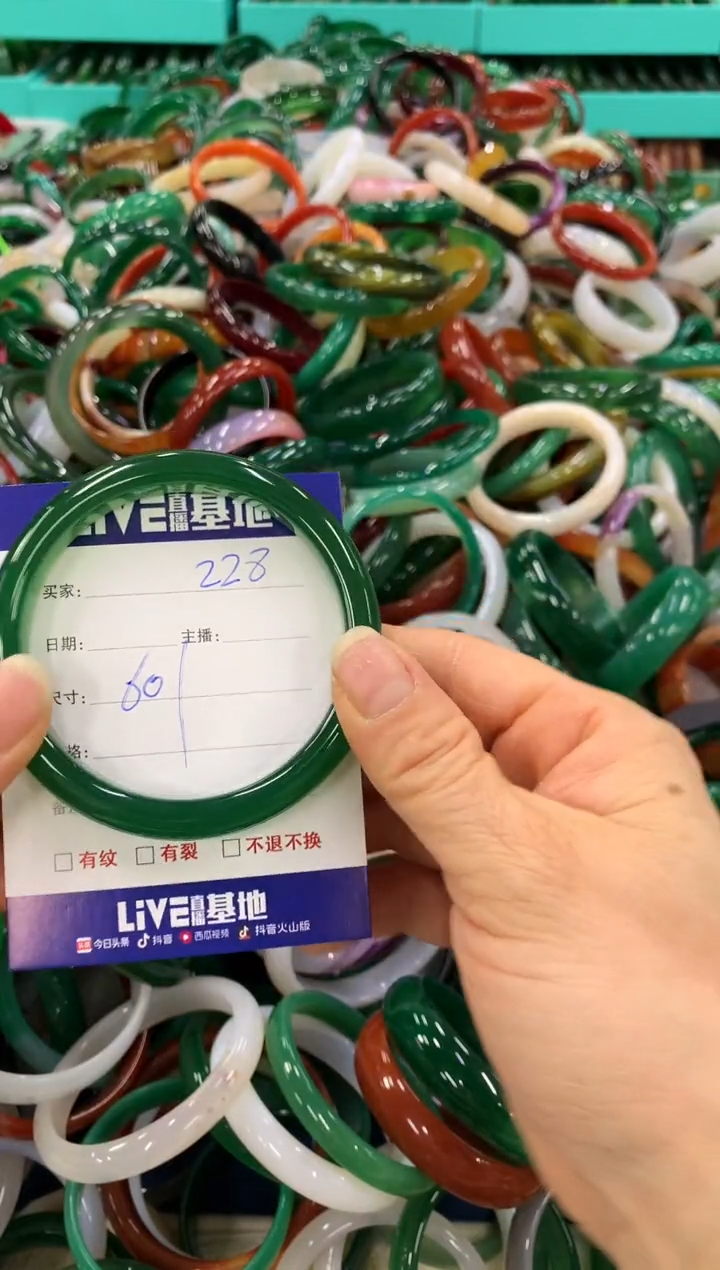 LIVE直播基地
买家: 228
日期: 主播:
尺寸: 60
格:
有纹 有裂 不退不换
LIVE直播基地
头条 今日头条 抖音 西瓜视频 抖音火山版